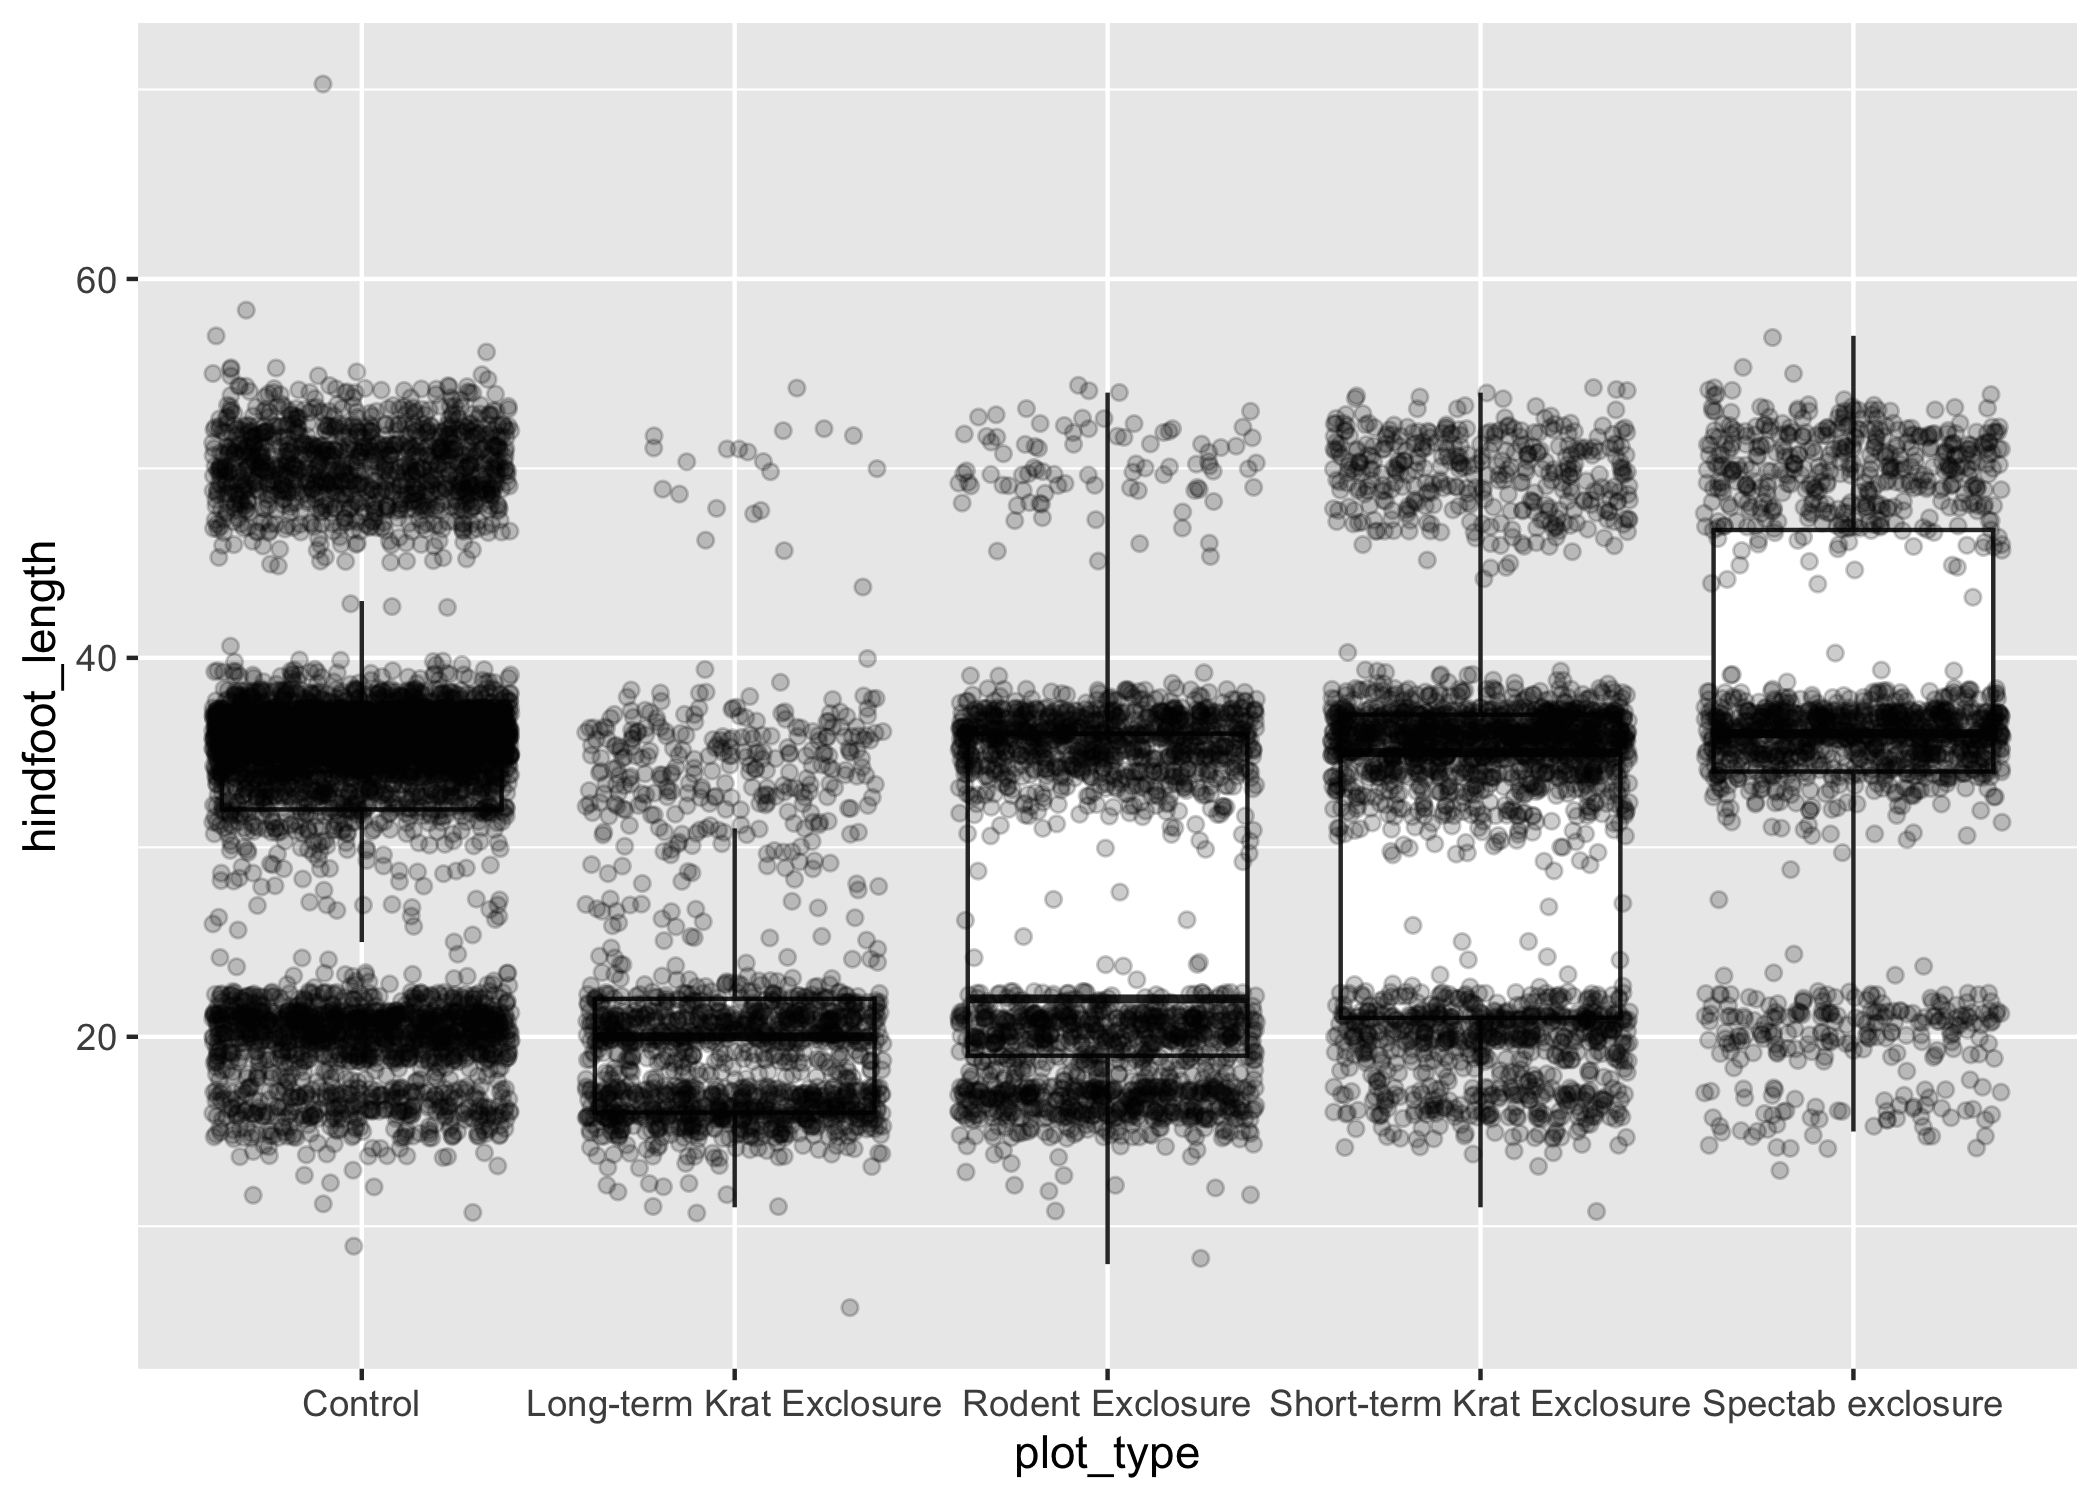 hindfoot_length
60
40
20
Control Long-term Krat Exclosure Rodent Exclosure Short-term Krat Exclosure Spectab exclosure
plot_type